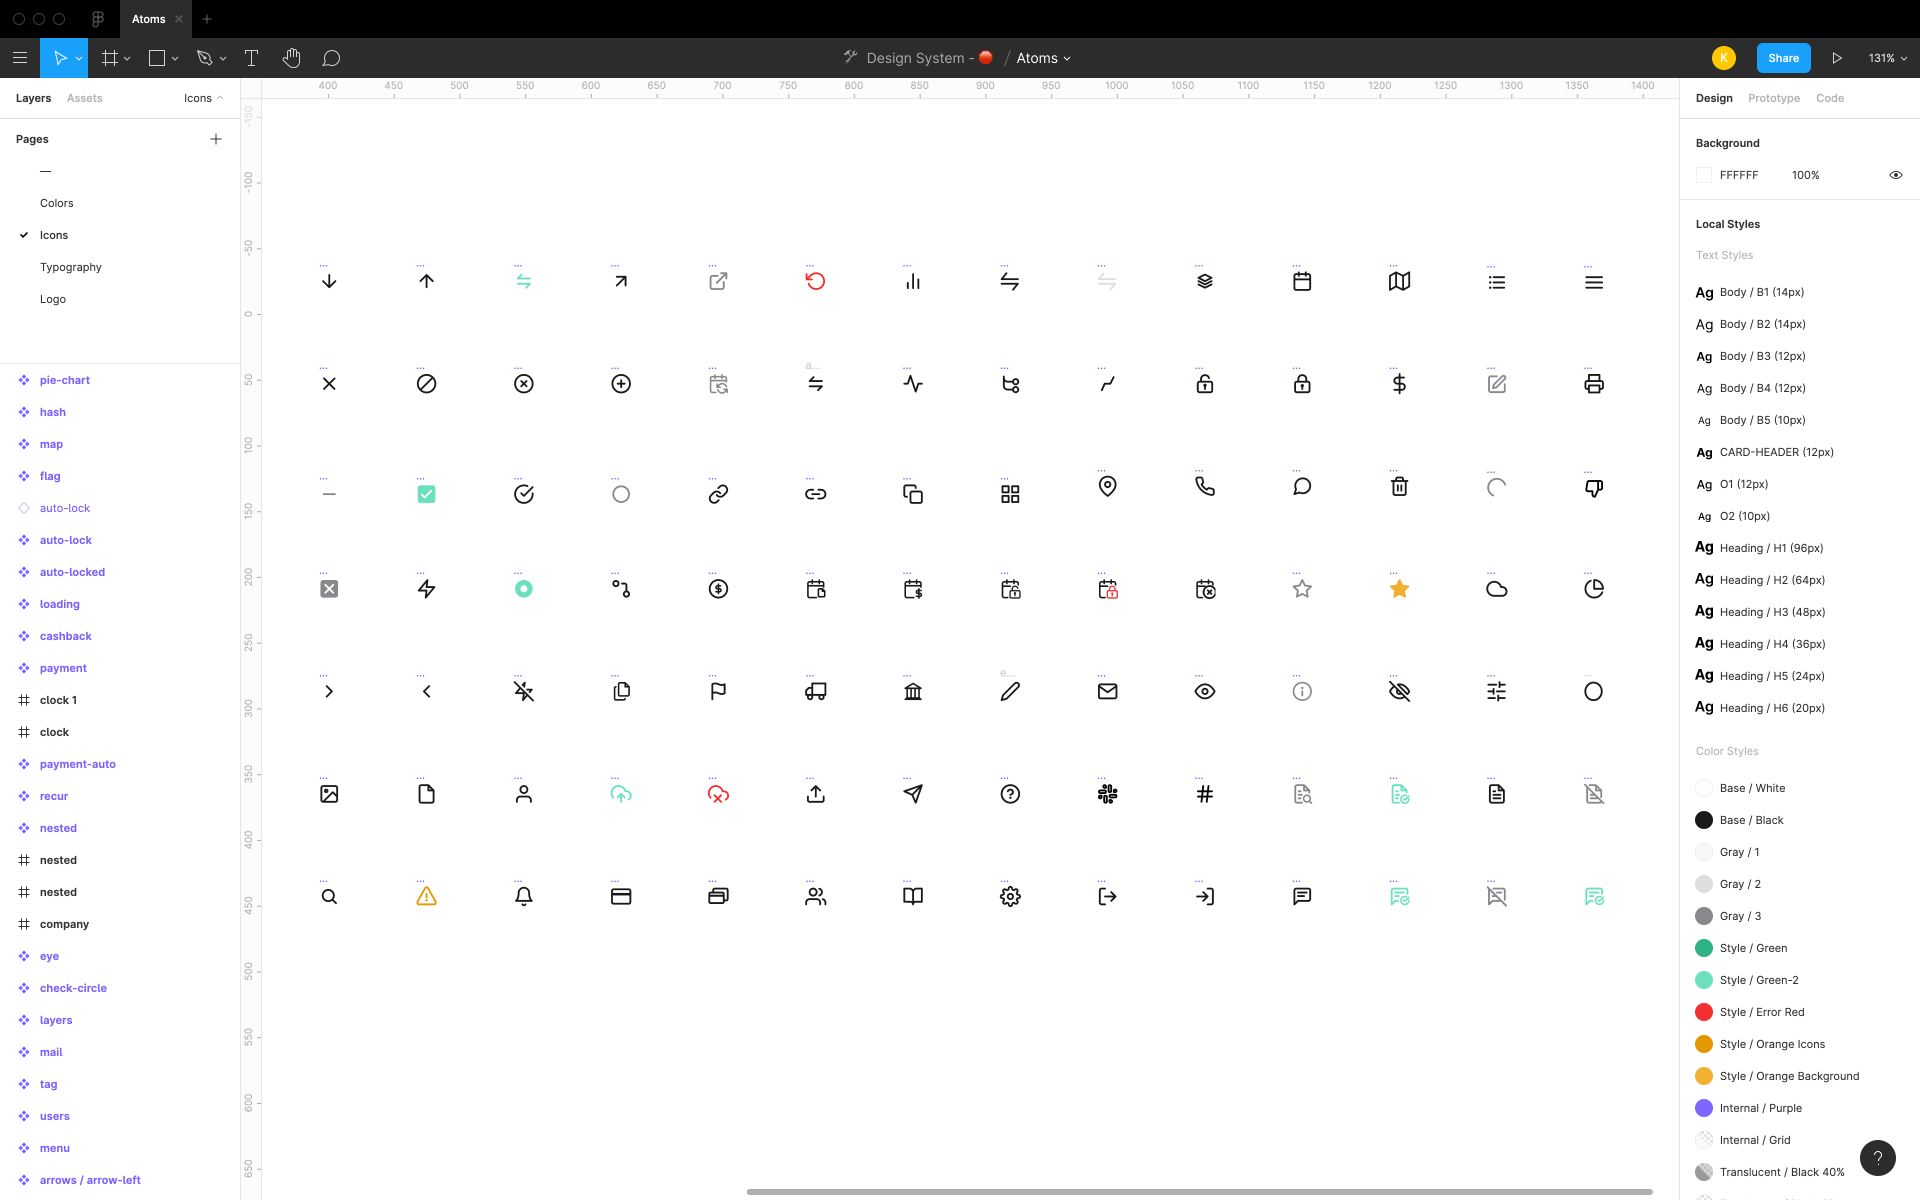 Atoms
Design System - / Atoms
K
Share
131%
Layers
Assets
Icons
Pages
—
Colors
Icons
Typography
Logo
pie-chart
hash
map
flag
auto-lock
auto-lock
auto-locked
loading
cashback
payment
clock 1
clock
payment-auto
recur
nested
nested
nested
company
eye
check-circle
layers
mail
tag
users
menu
arrows / arrow-left
400 450 500 550 600 650 700 750 800 850 900 950 1000 1050 1100 1150 1200 1250 1300 1350 1400
-150
-100
-50
0
50
100
150
200
250
300
350
400
450
500
550
600
650
a...
e...
Design
Prototype
Code
Background
FFFFFF 100%
Local Styles
Text Styles
Ag Body / B1 (14px)
Ag Body / B2 (14px)
Ag Body / B3 (12px)
Ag Body / B4 (12px)
Ag Body / B5 (10px)
Ag CARD-HEADER (12px)
Ag O1 (12px)
Ag O2 (10px)
Ag Heading / H1 (96px)
Ag Heading / H2 (64px)
Ag Heading / H3 (48px)
Ag Heading / H4 (36px)
Ag Heading / H5 (24px)
Ag Heading / H6 (20px)
Color Styles
Base / White
Base / Black
Gray / 1
Gray / 2
Gray / 3
Style / Green
Style / Green-2
Style / Error Red
Style / Orange Icons
Style / Orange Background
Internal / Purple
Internal / Grid
Translucent / Black 40%
?